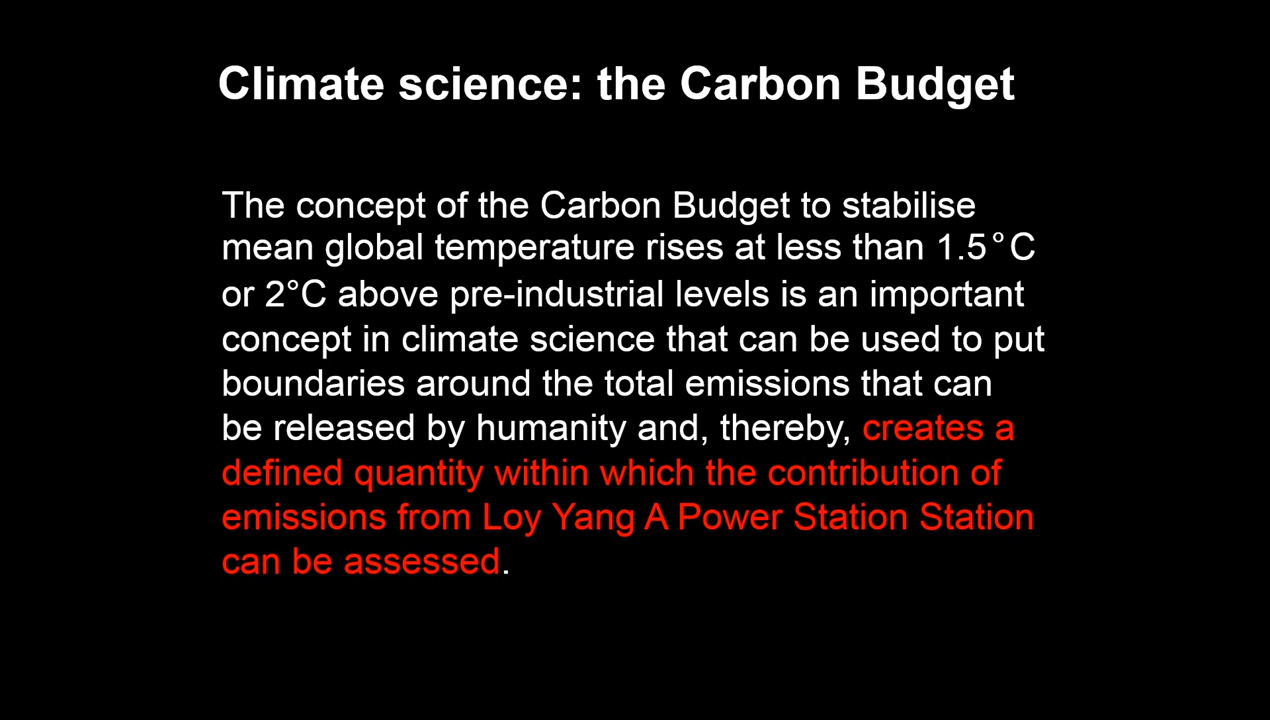 Climate science: the Carbon Budget
The concept of the Carbon Budget to stabilise
mean global temperature rises at less than 1.5°C
or 2°C above pre-industrial levels is an important
concept in climate science that can be used to put
boundaries around the total emissions that can
be released by humanity and, thereby, creates a
defined quantity within which the contribution of
emissions from Loy Yang A Power Station Station
can be assessed.